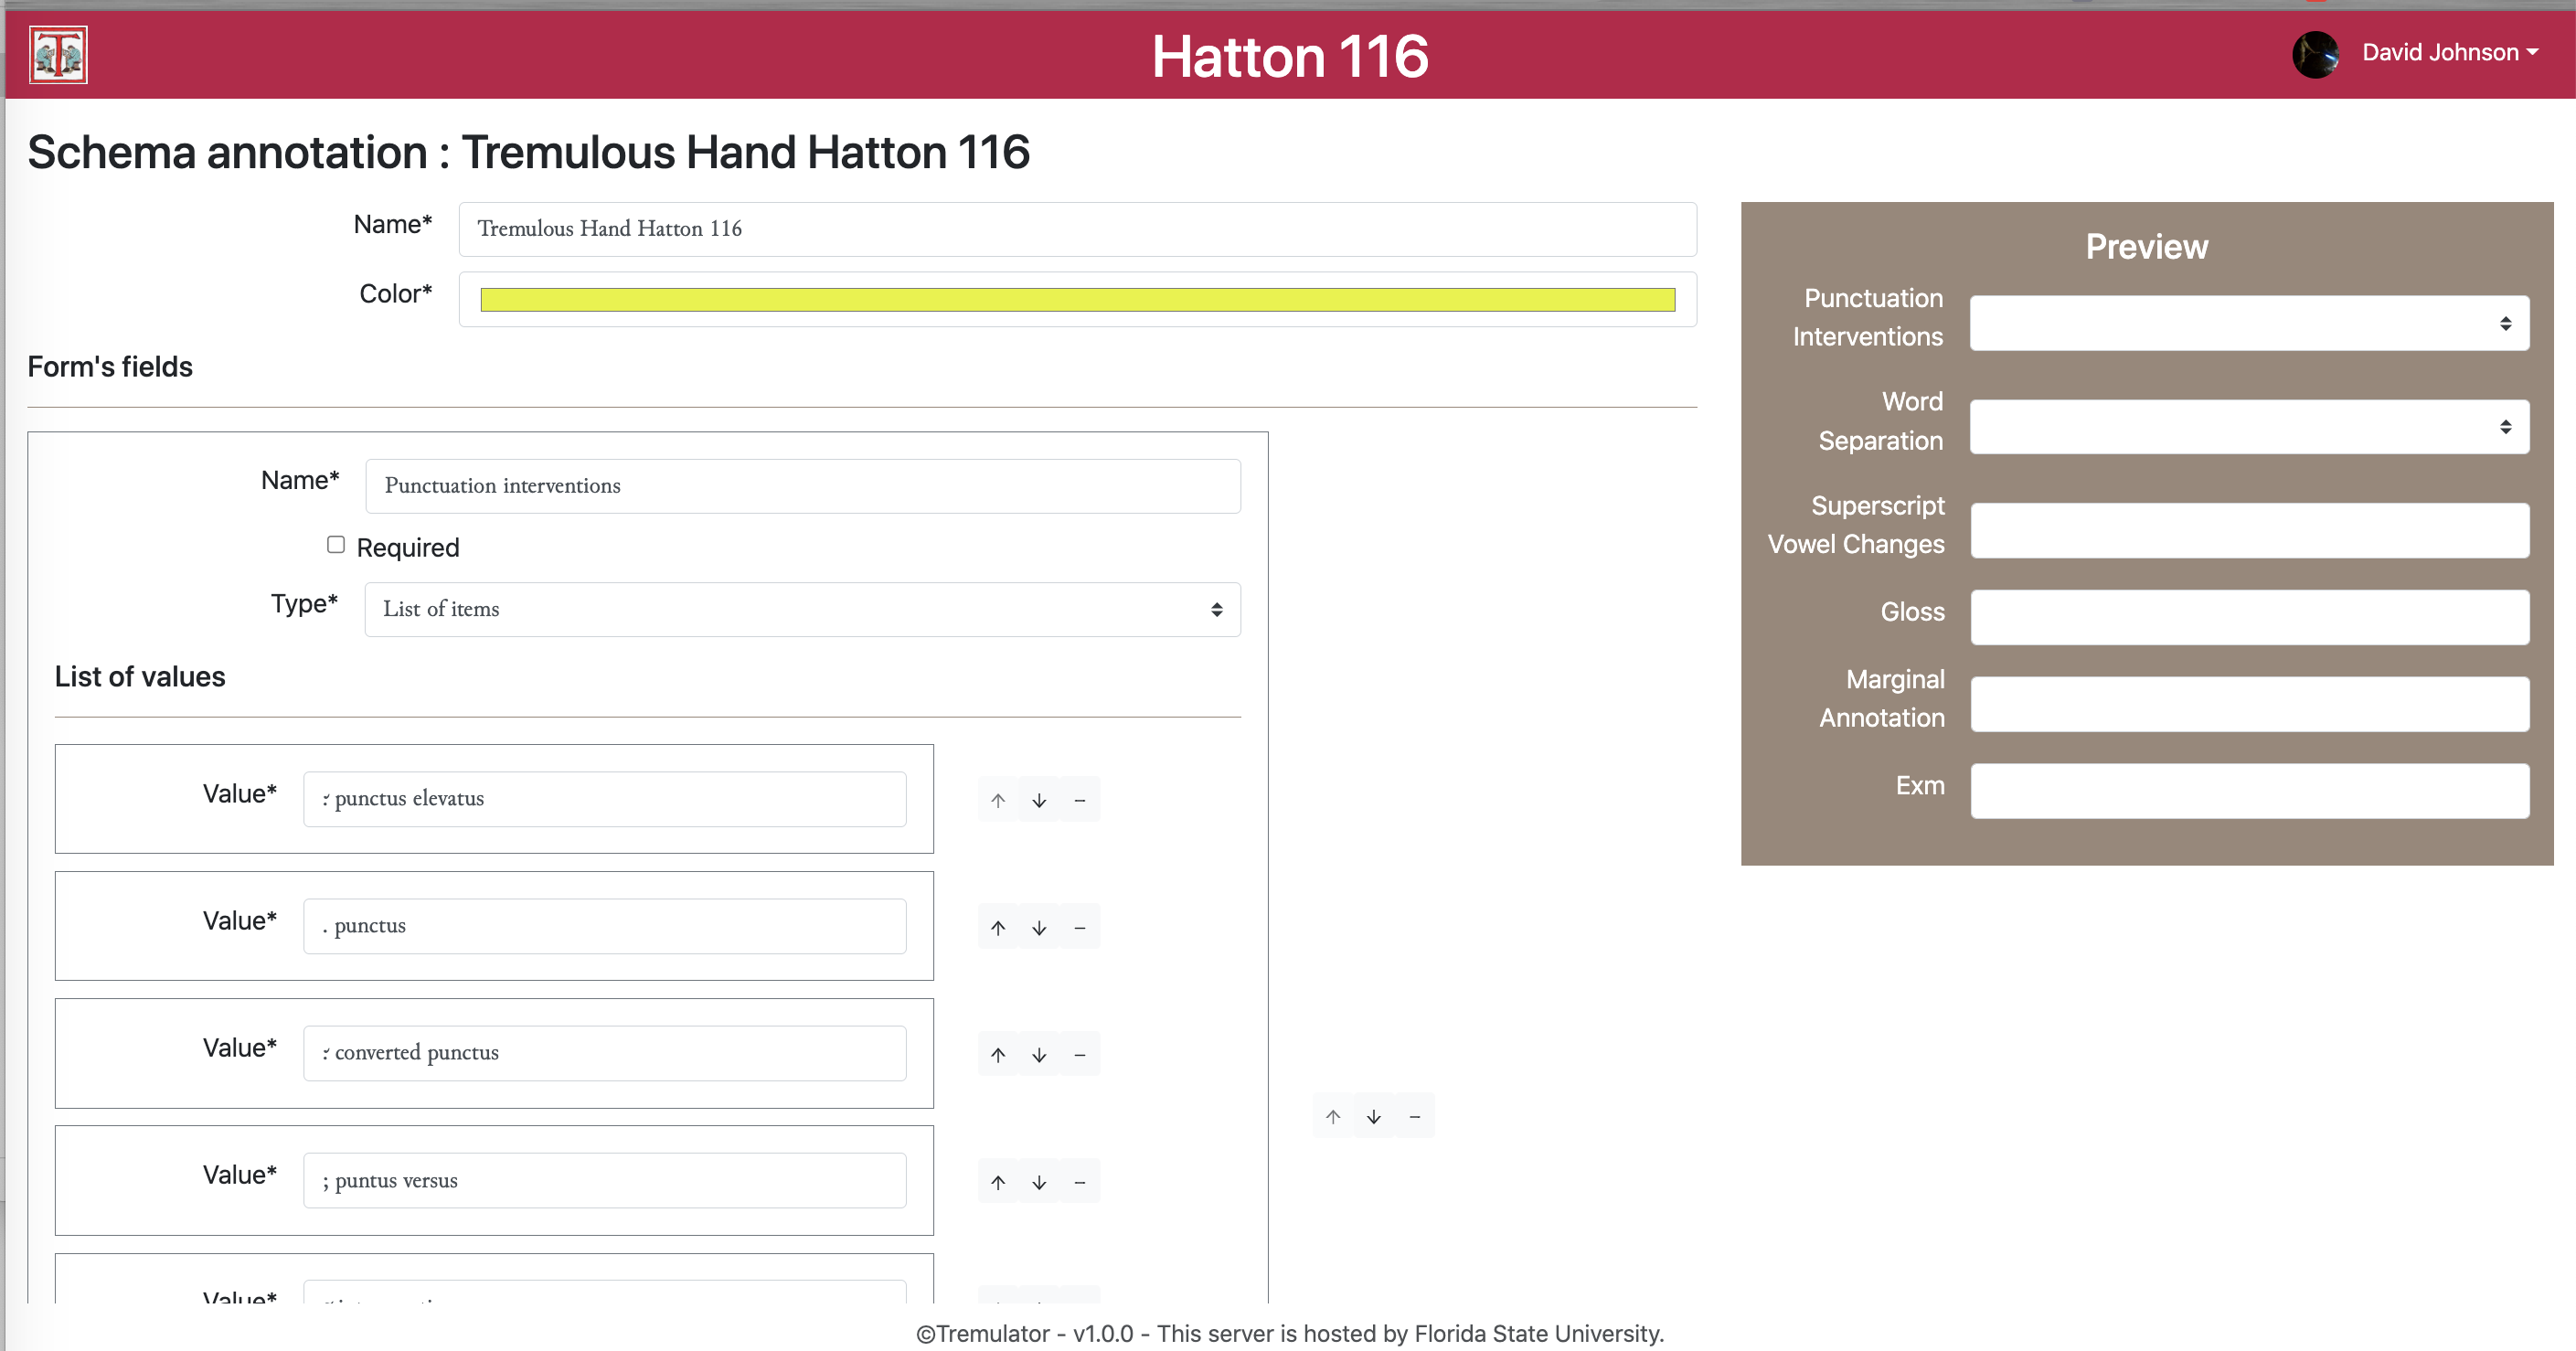 Hatton 116
David Johnson
Schema annotation : Tremulous Hand Hatton 116
Name* Tremulous Hand Hatton 116
Color*
Form's fields
Name* Punctuation interventions
Required
Type* List of items
List of values
Value* :́ punctus elevatus
Value* . punctus
Value* :́ converted punctus
Value* ; puntus versus
Value*
Preview
Punctuation
Interventions
Word
Separation
Superscript
Vowel Changes
Gloss
Marginal
Annotation
Exm
©Tremulator - v1.0.0 - This server is hosted by Florida State University.